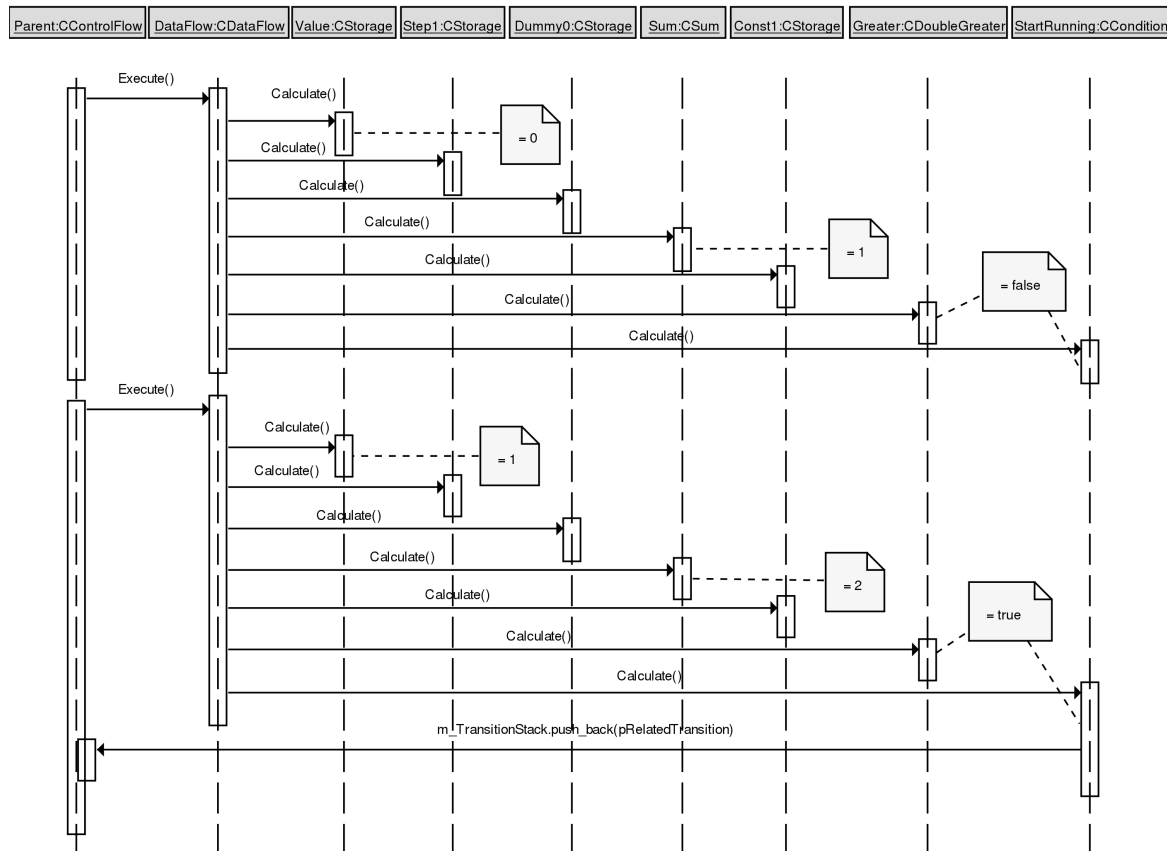 Parent:CControlFlow DataFlow:CDataFlow Value:CStorage Step1:CStorage Dummy0:CStorage Sum:CSum Const1:CStorage Greater:CDoubleGreater StartRunning:CCondition
Execute()
Calculate()
= 0
Calculate()
Calculate()
Calculate()
= 1
Calculate()
= false
Calculate()
Calculate()
Execute()
Calculate()
= 1
Calculate()
Calculate()
Calculate()
= 2
Calculate()
= true
Calculate()
Calculate()
m_TransitionStack.push_back(pRelatedTransition)